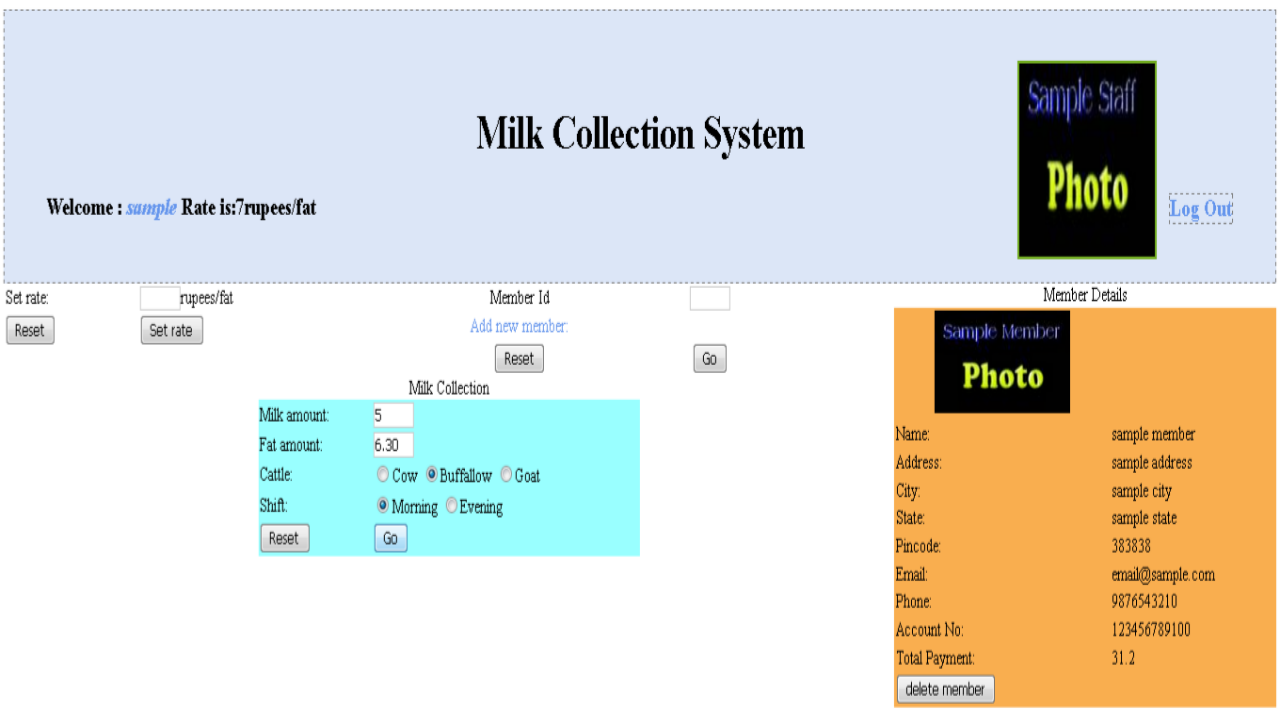 Milk Collection System
Sample Staff
Photo
Welcome : sample Rate is:7rupees/fat
Log Out
Set rate: rupees/fat
Reset Set rate
Member Id
Add new member:
Reset Go
Milk Collection
Milk amount: 5
Fat amount: 6.30
Cattle: Cow Buffallow Goat
Shift: Morning Evening
Reset Go
Member Details
Sample Member
Photo
Name: sample member
Address: sample address
City: sample city
State: sample state
Pincode: 383838
Email: email@sample.com
Phone: 9876543210
Account No: 123456789100
Total Payment: 31.2
delete member